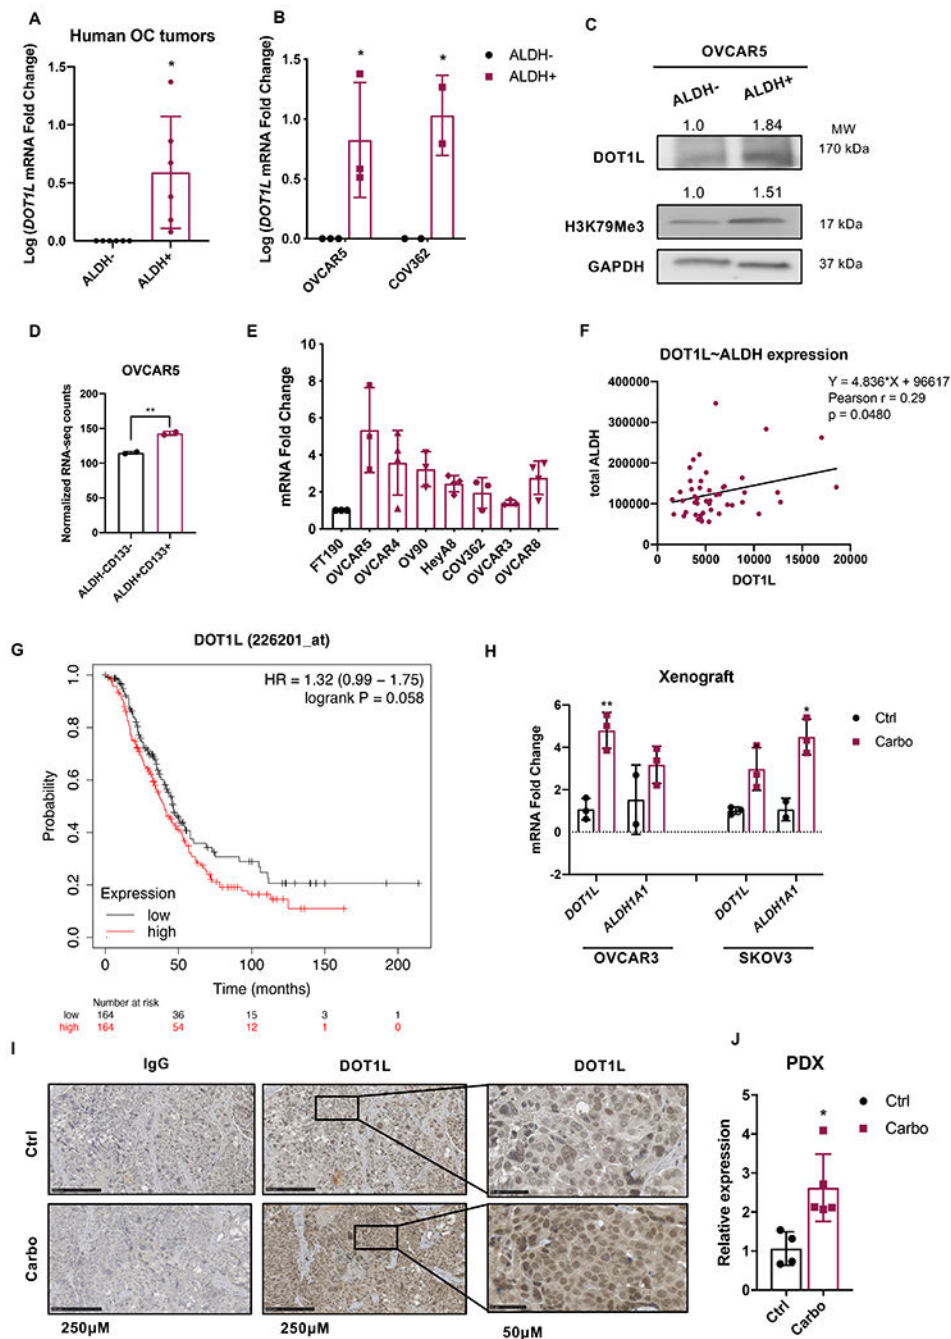 A
Human OC tumors
Log (DOT1L mRNA Fold Change)
1.5
1.0
0.5
0.0
ALDH-
ALDH+
*
B
Log (DOT1L mRNA Fold Change)
1.5
1.0
0.5
0.0
*
*
OVCAR5
COV362
ALDH-
ALDH+
C
OVCAR5
ALDH-
ALDH+
1.0
1.84
MW
DOT1L
170 kDa
1.0
1.51
H3K79Me3
17 kDa
GAPDH
37 kDa
D
OVCAR5
Normalized RNA-seq counts
200
150
100
50
0
**
ALDH-CD133-
ALDH+CD133+
E
mRNA Fold Change
10
8
6
4
2
0
FT190
OVCAR5
OVCAR4
OV90
HeyA8
COV362
OVCAR3
OVCAR8
F
DOT1L~ALDH expression
Y = 4.836*X + 96617
Pearson r = 0.29
p = 0.0480
total ALDH
400000
300000
200000
100000
0
0
5000
10000
15000
20000
DOT1L
G
DOT1L (226201_at)
HR = 1.32 (0.99 – 1.75)
logrank P = 0.058
Probability
1.0
0.8
0.6
0.4
0.2
0.0
Expression
low
high
0
50
100
150
200
Time (months)
Number at risk
low 164 36 15 3 1
high 164 54 12 1 0
H
Xenograft
mRNA Fold Change
6
4
2
0
-2
**
*
Ctrl
Carbo
DOT1L
ALDH1A1
DOT1L
ALDH1A1
OVCAR3
SKOV3
I
IgG
DOT1L
DOT1L
Ctrl
Carbo
250μM
250μM
50μM
J
PDX
Relative expression
5
4
3
2
1
0
*
Ctrl
Carbo
Ctrl
Carbo